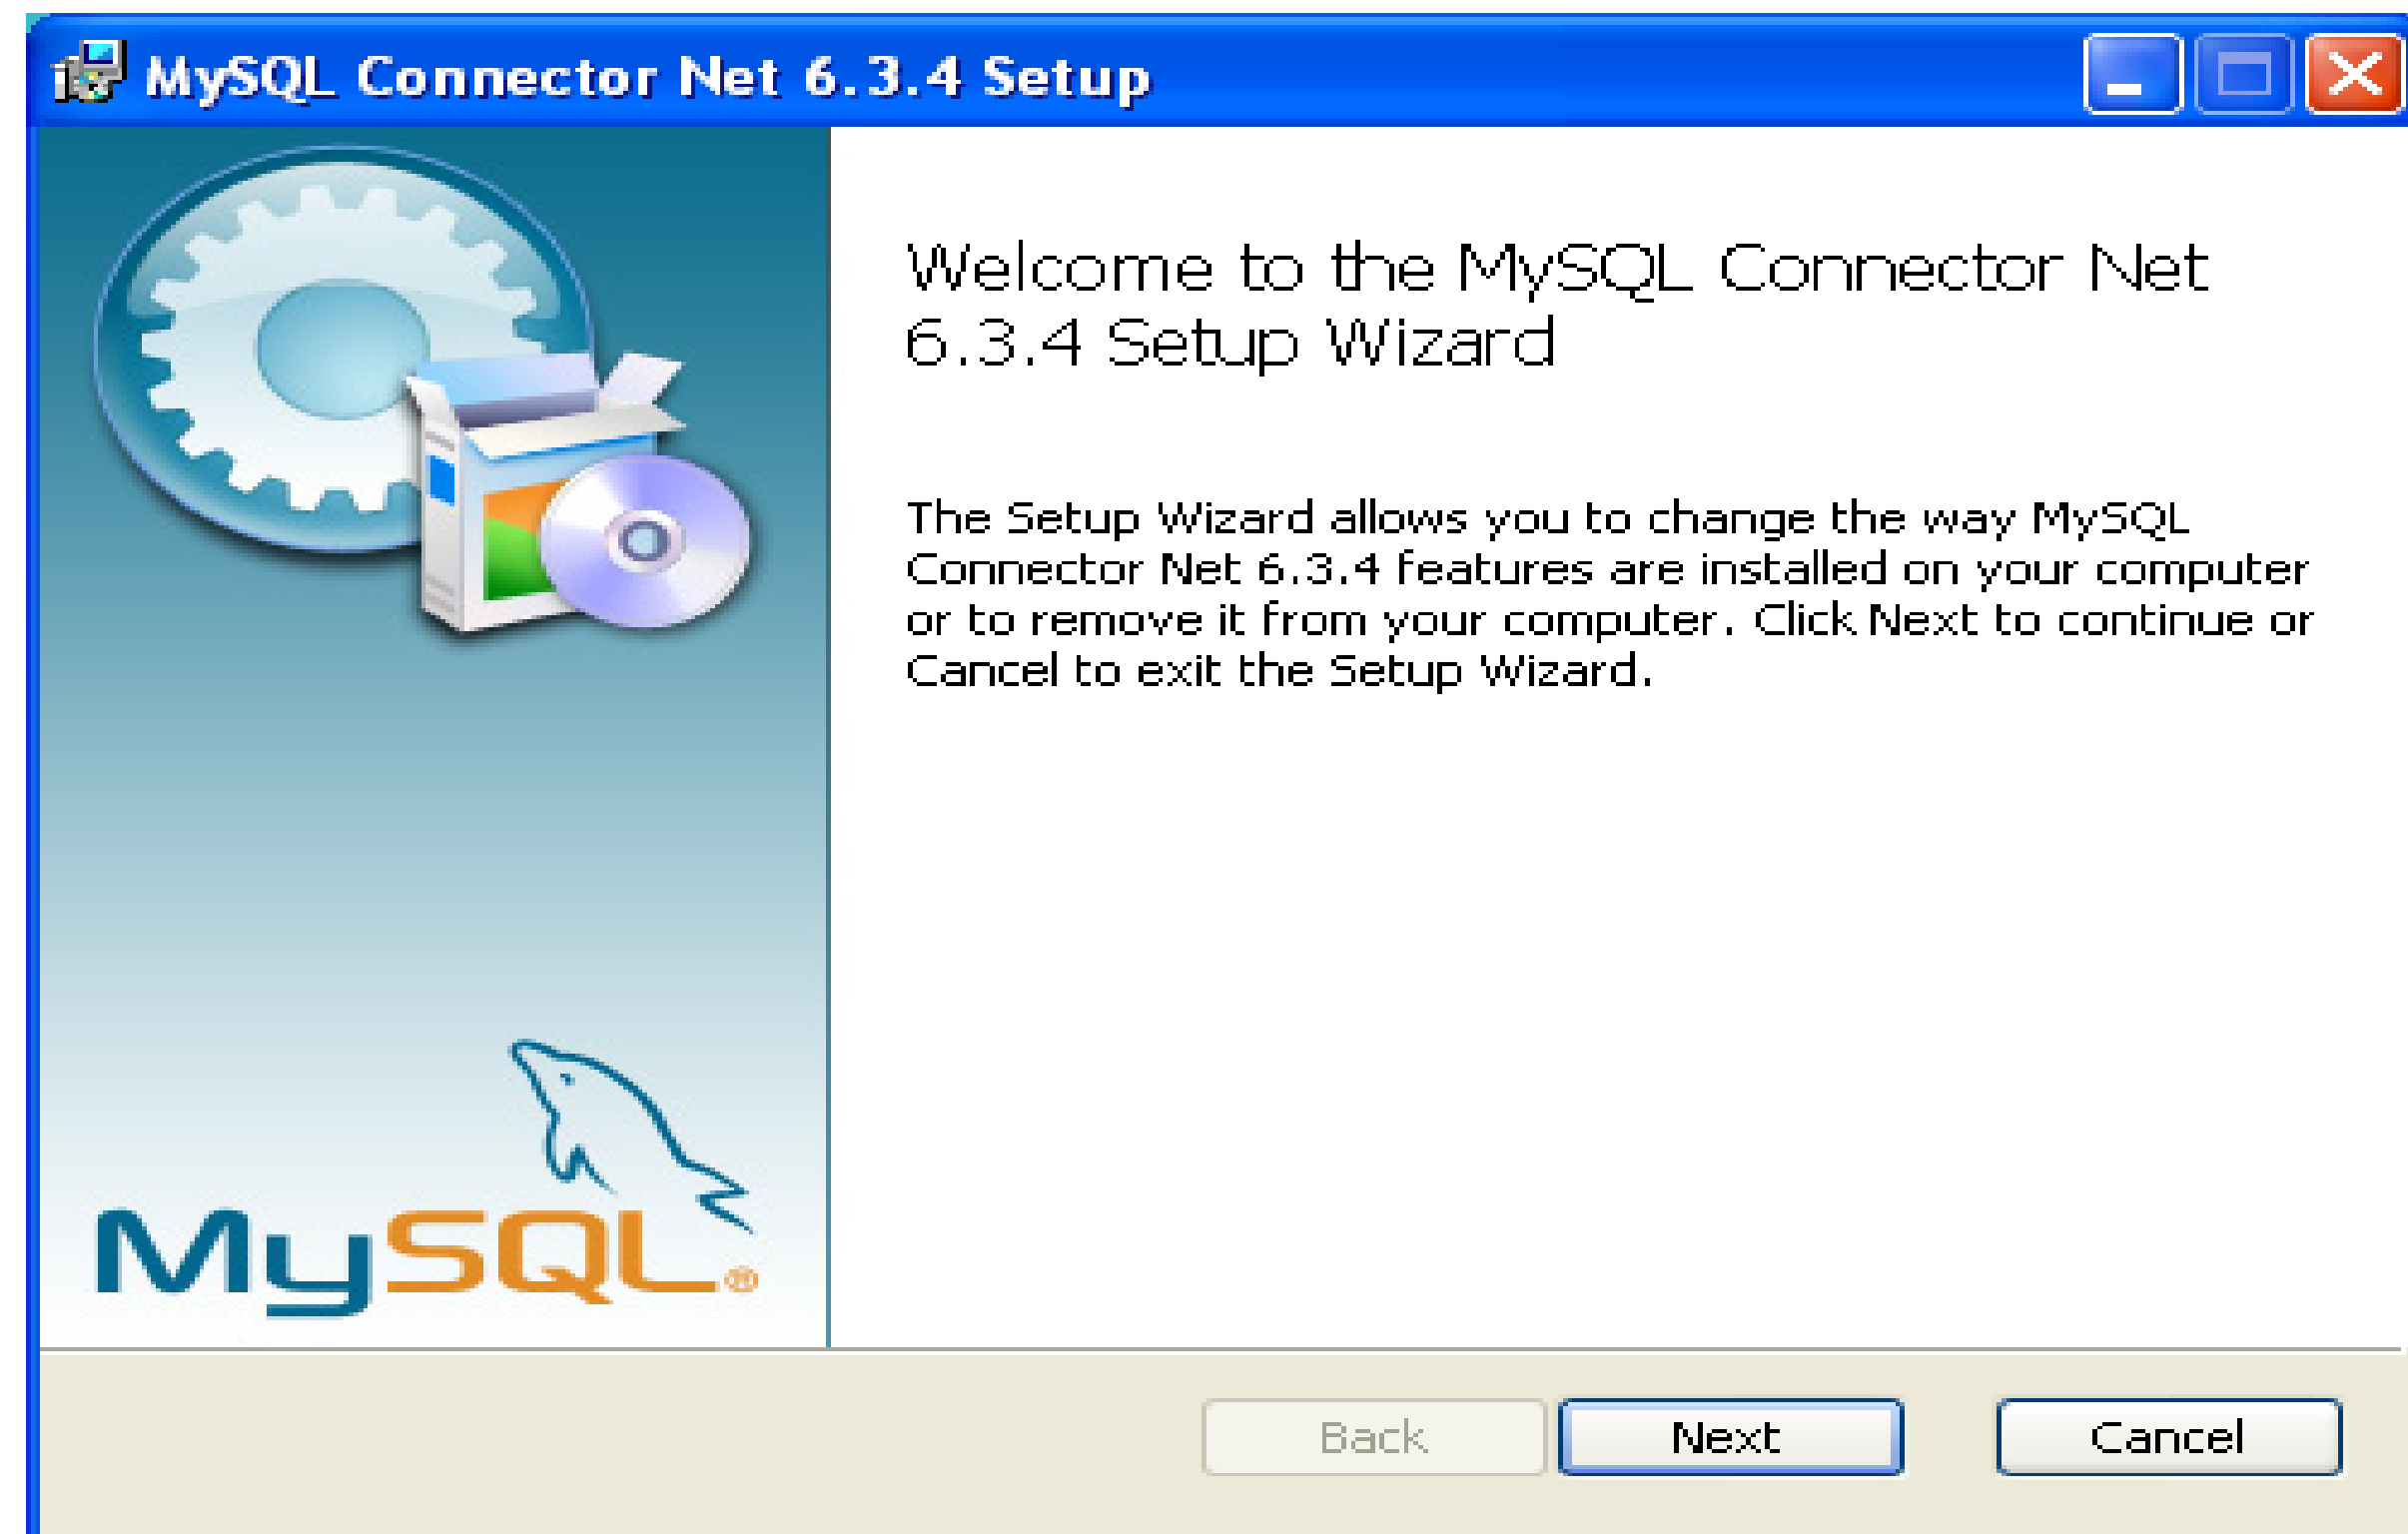 MySQL Connector Net 6.3.4 Setup
Welcome to the MySQL Connector Net
6.3.4 Setup Wizard
The Setup Wizard allows you to change the way MySQL
Connector Net 6.3.4 features are installed on your computer
or to remove it from your computer. Click Next to continue or
Cancel to exit the Setup Wizard.
MySQL®
Back
Next
Cancel